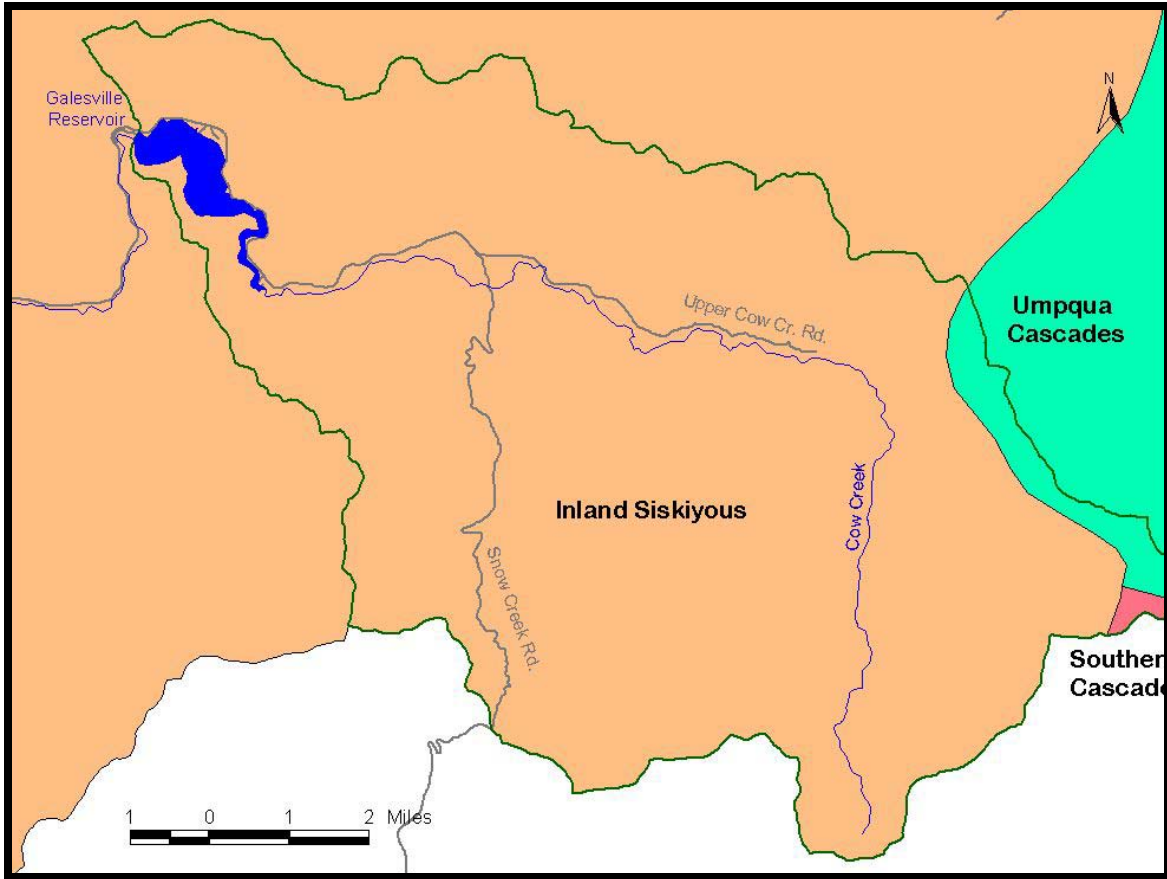 N
Galesville
Reservoir
Umpqua
Cascades
Upper Cow Cr. Rd.
Cow Creek
Inland Siskiyous
Snow Creek Rd.
Souther
Cascade
1 0 1 2 Miles